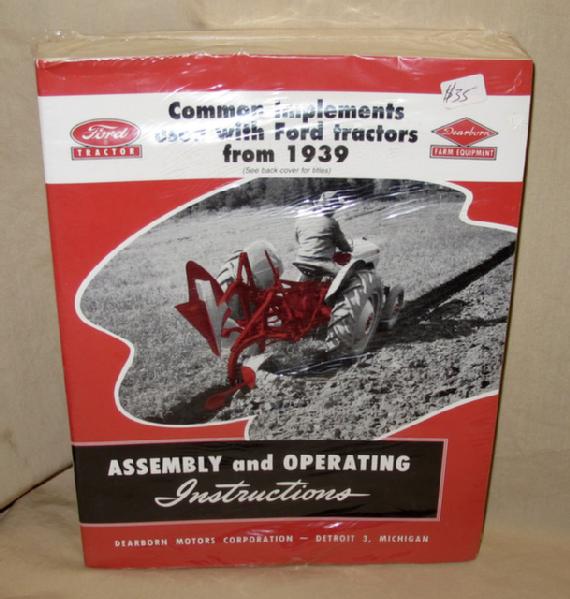 $35
Common Implements
used with Ford tractors
from 1939
(See back cover for titles)
Ford
TRACTOR
Dearborn
FARM EQUIPMENT
ASSEMBLY and OPERATING
Instructions
DEARBORN MOTORS CORPORATION — DETROIT 3, MICHIGAN